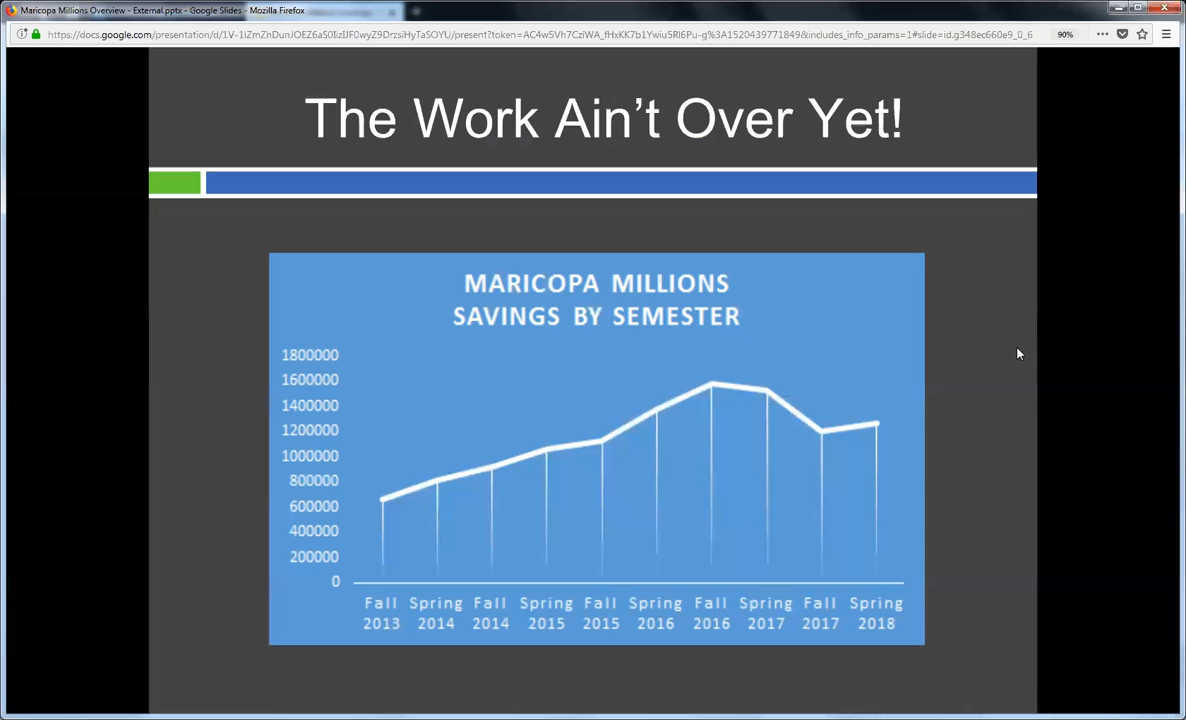 Maricopa Millions Overview - External.pptx - Google Slides - Mozilla Firefox
90%
The Work Ain't Over Yet!
MARICOPA MILLIONS
SAVINGS BY SEMESTER
1800000
1600000
1400000
1200000
1000000
800000
600000
400000
200000
0
Fall Spring Fall Spring Fall Spring Fall Spring Fall Spring
2013 2014 2014 2015 2015 2016 2016 2017 2017 2018